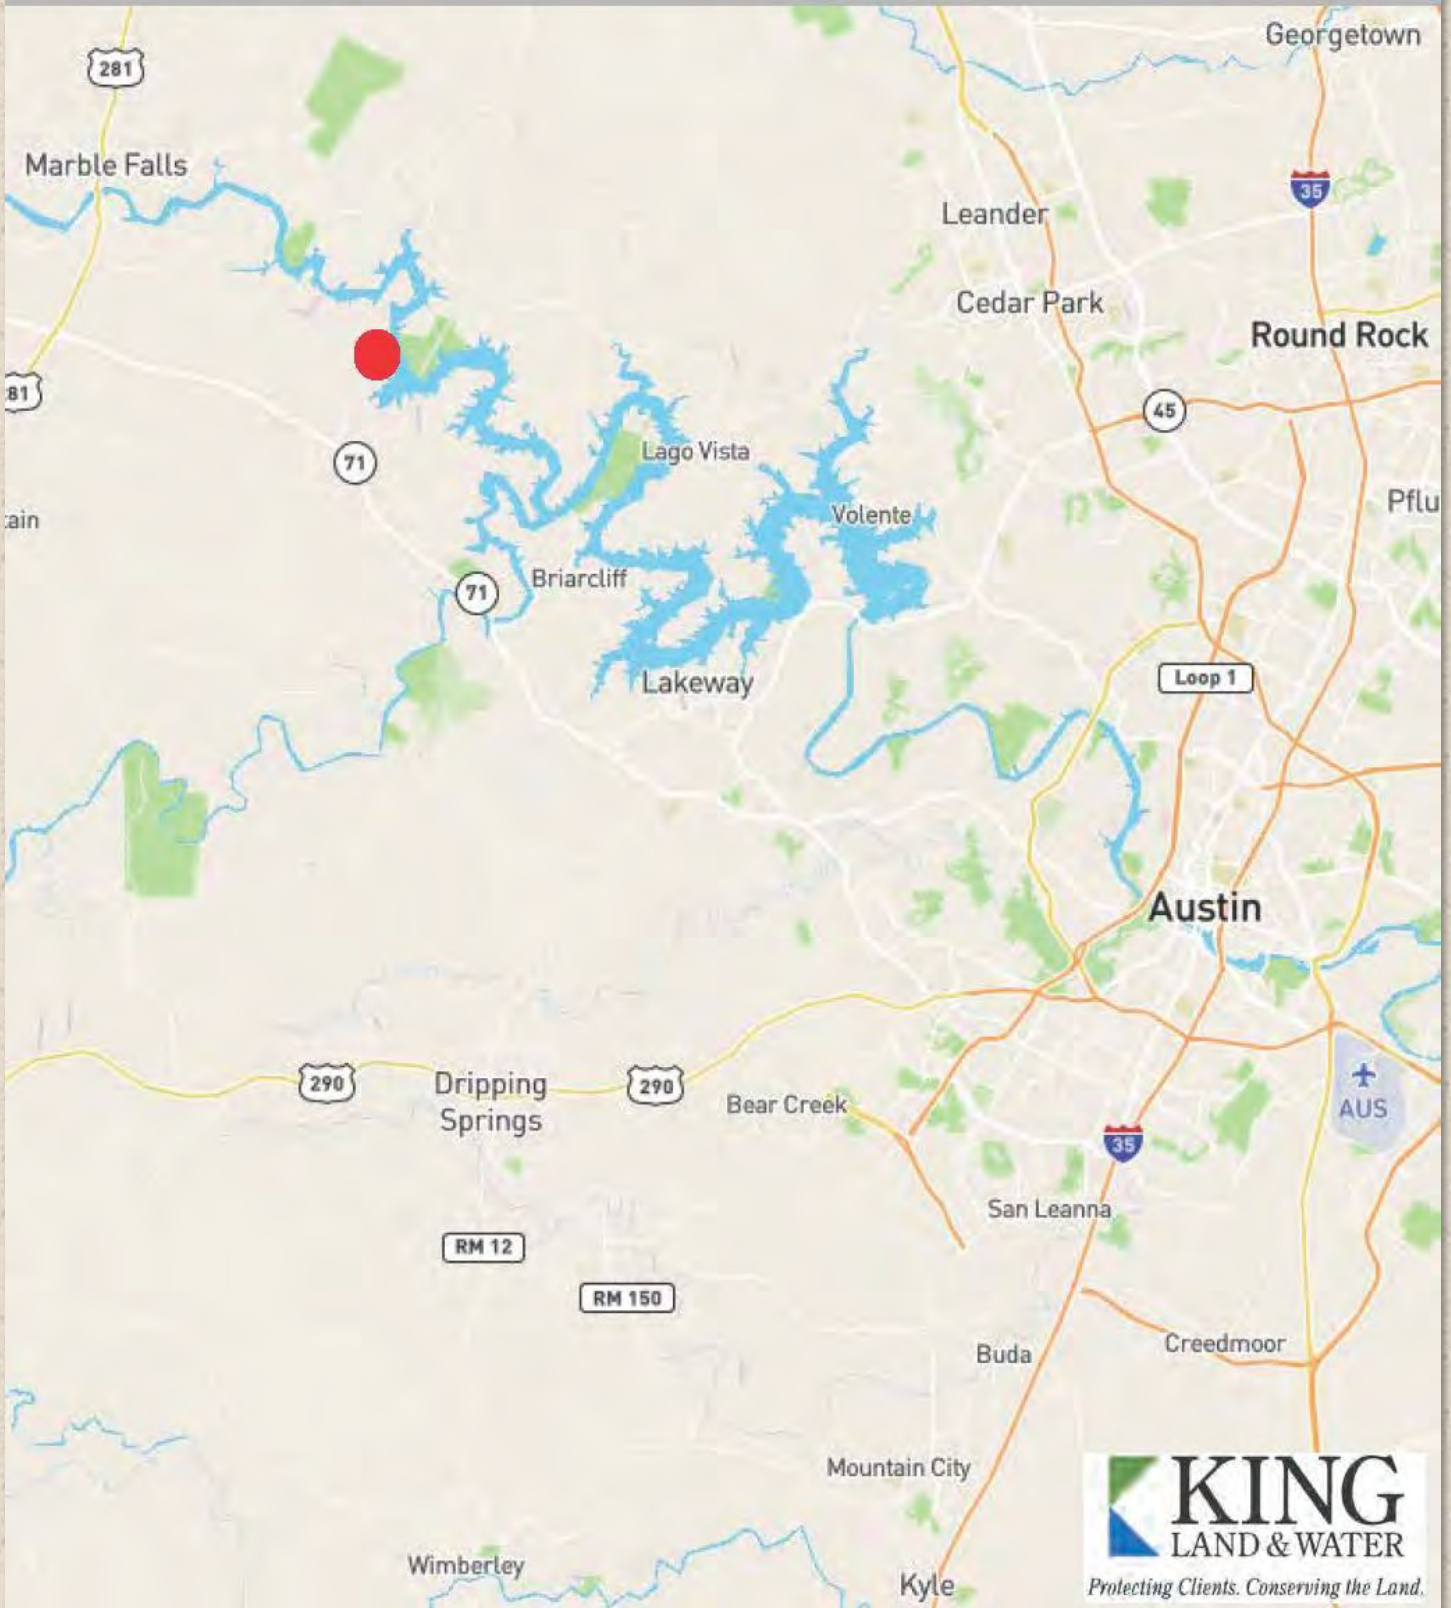 Georgetown
281
Marble Falls
35
Leander
Cedar Park
Round Rock
81
45
Lago Vista
71
Pflu
Volente
tain
Briarcliff
71
Loop 1
Lakeway
Austin
290
Dripping
Springs
290
Bear Creek
AUS
35
San Leanna
RM 12
RM 150
Creedmoor
Buda
Mountain City
KING
LAND & WATER
Wimberley
Kyle
Protecting Clients. Conserving the Land.